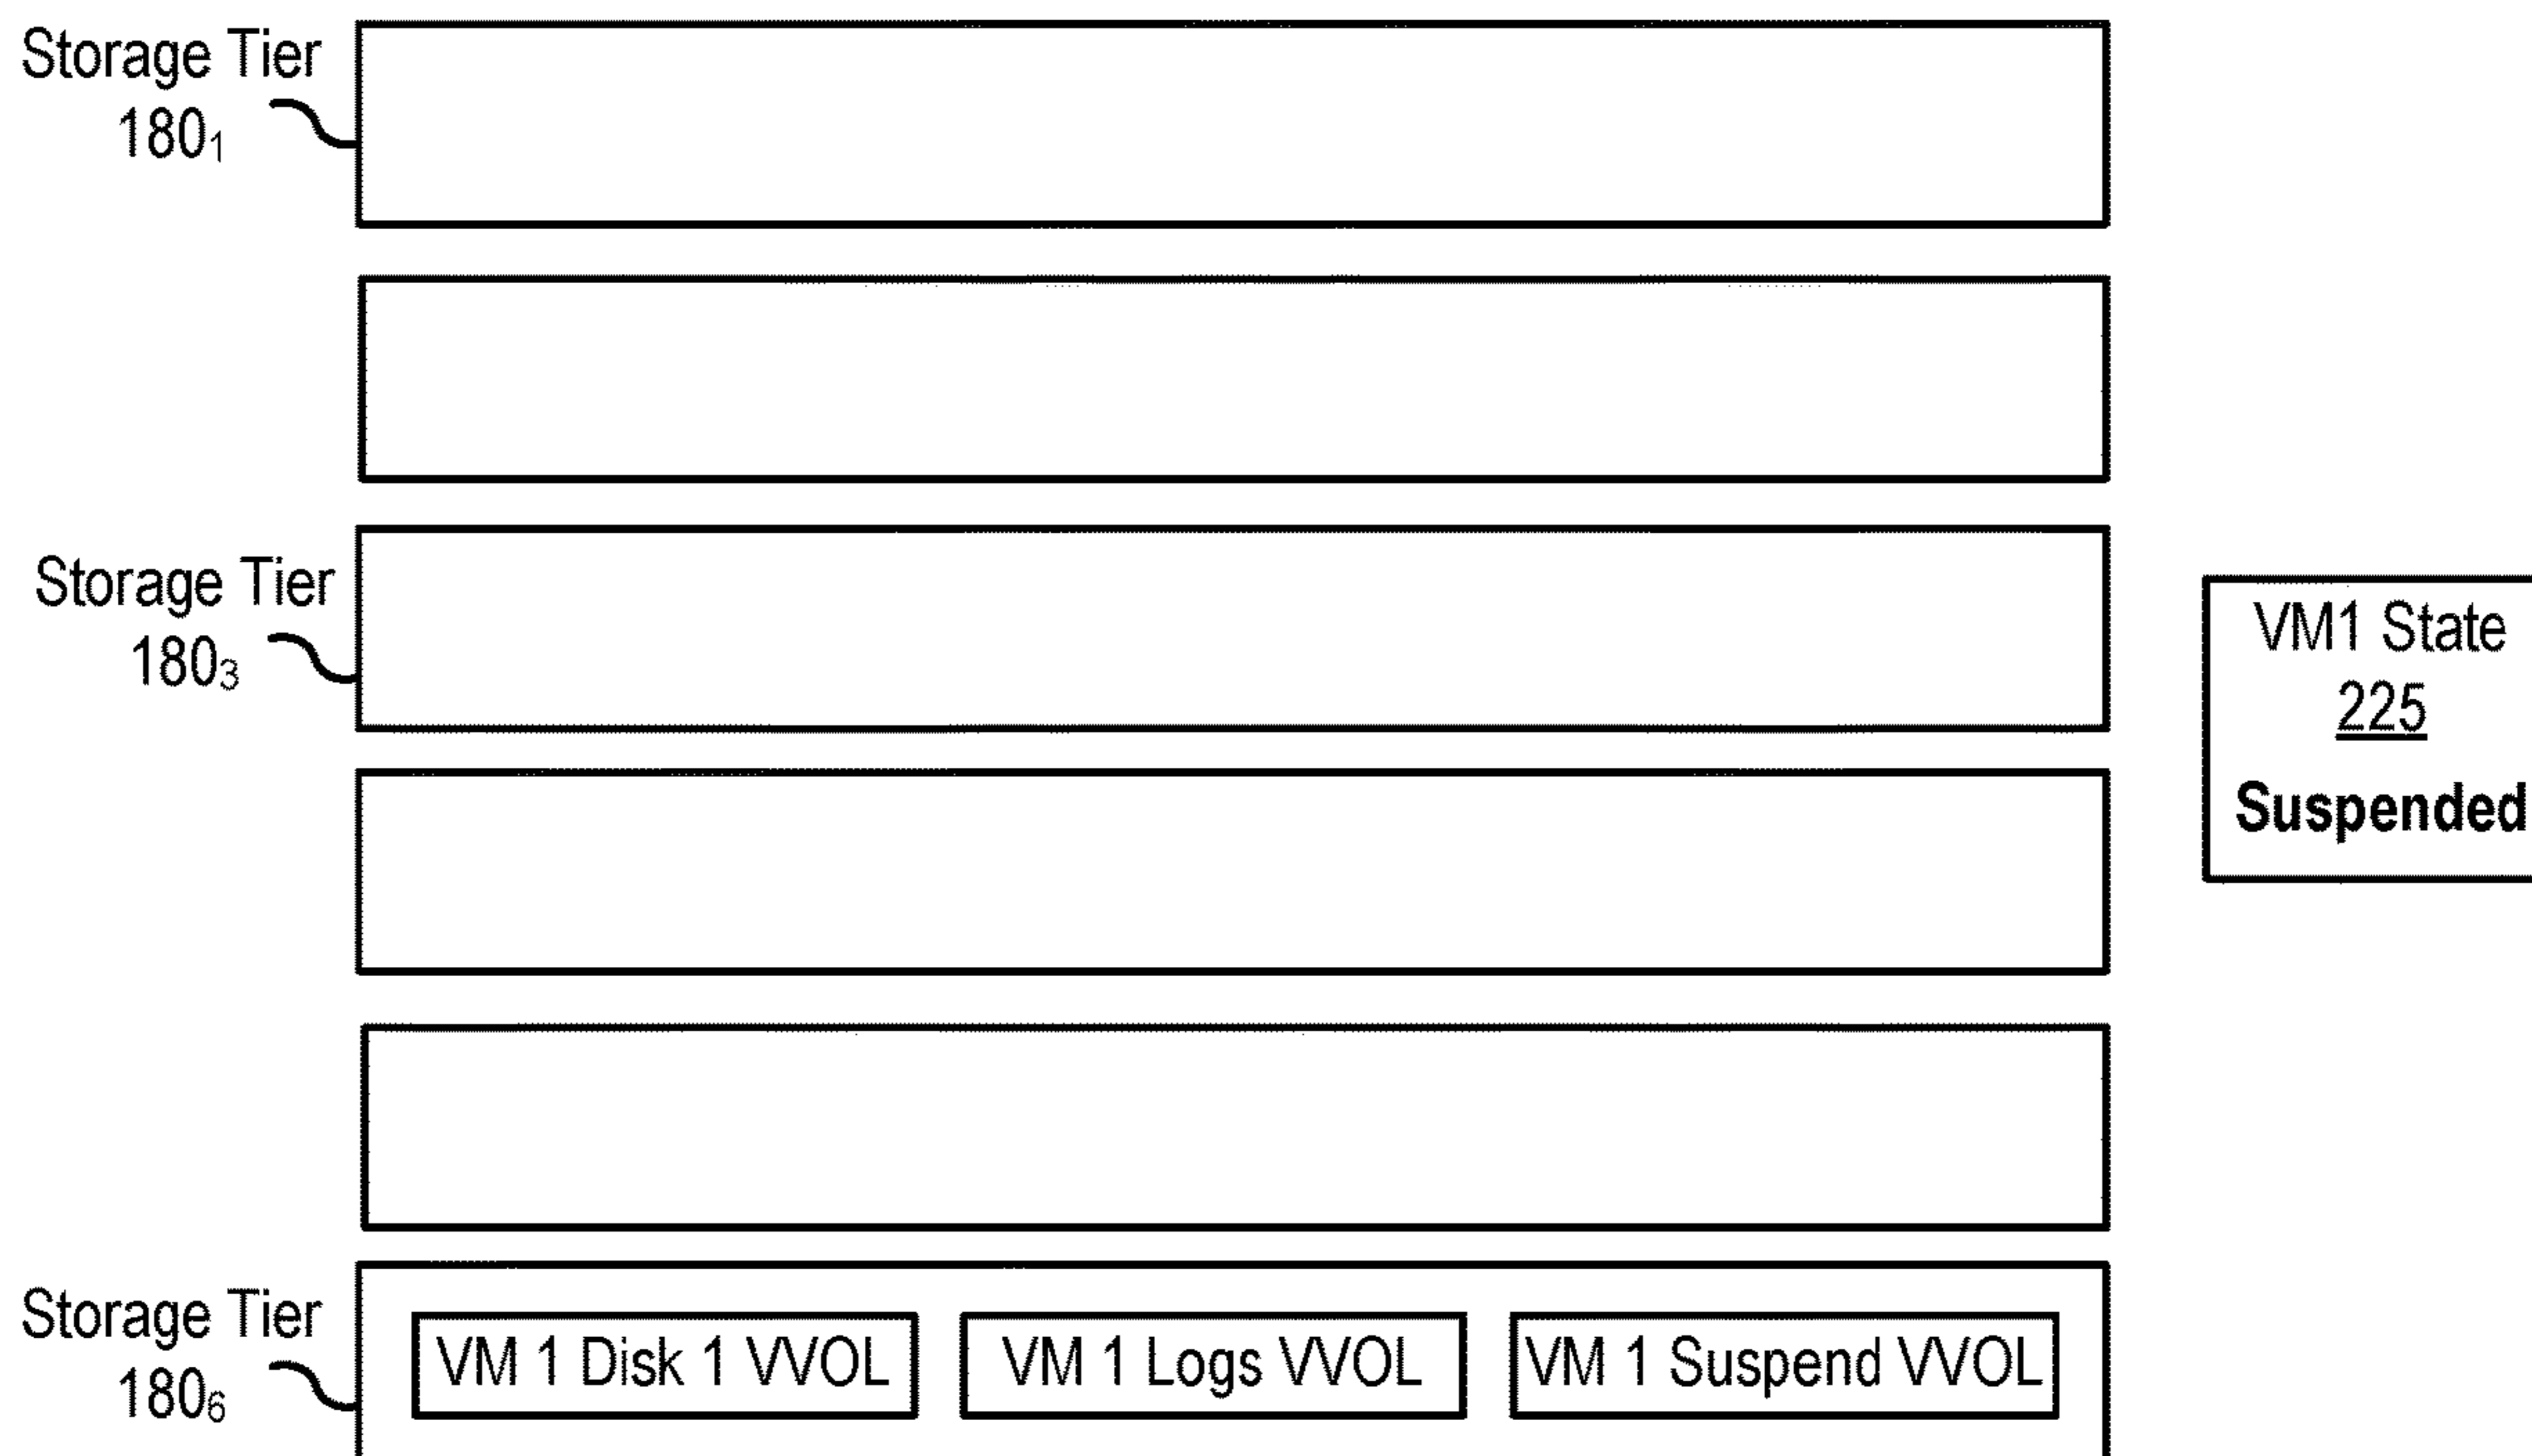 Storage Tier
180₁
Storage Tier
180₃
VM1 State
225
Suspended
Storage Tier
180₆
VM 1 Disk 1 VVOL
VM 1 Logs VVOL
VM 1 Suspend VVOL